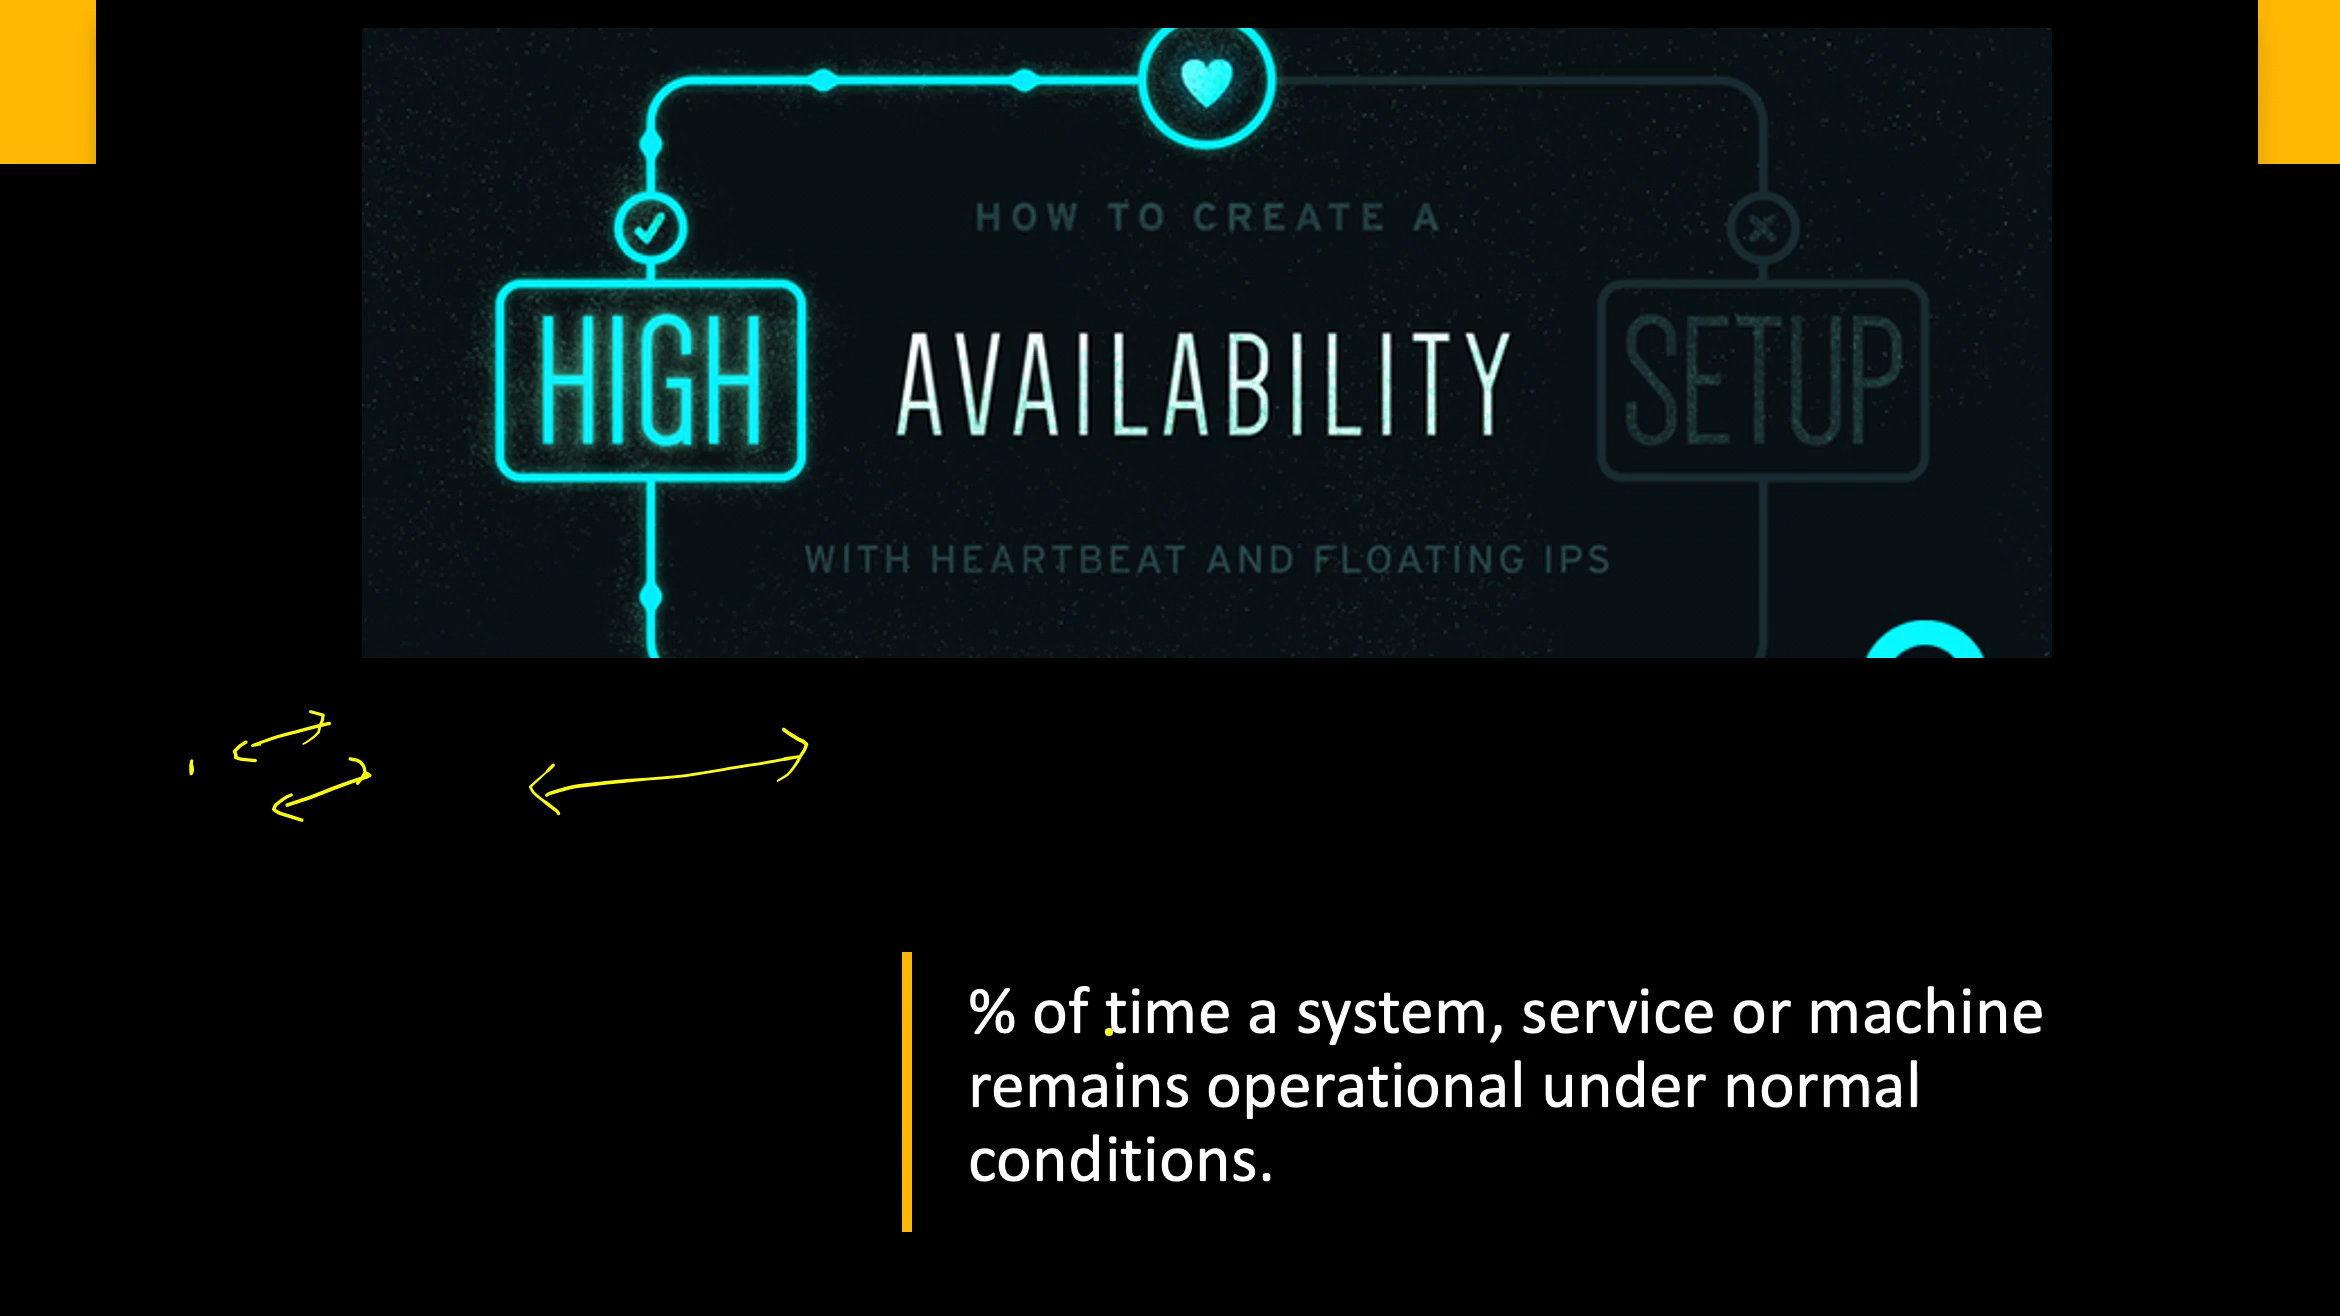 HOW TO CREATE A
HIGH AVAILABILITY SETUP
WITH HEARTBEAT AND FLOATING IPS
% of time a system, service or machine
remains operational under normal
conditions.